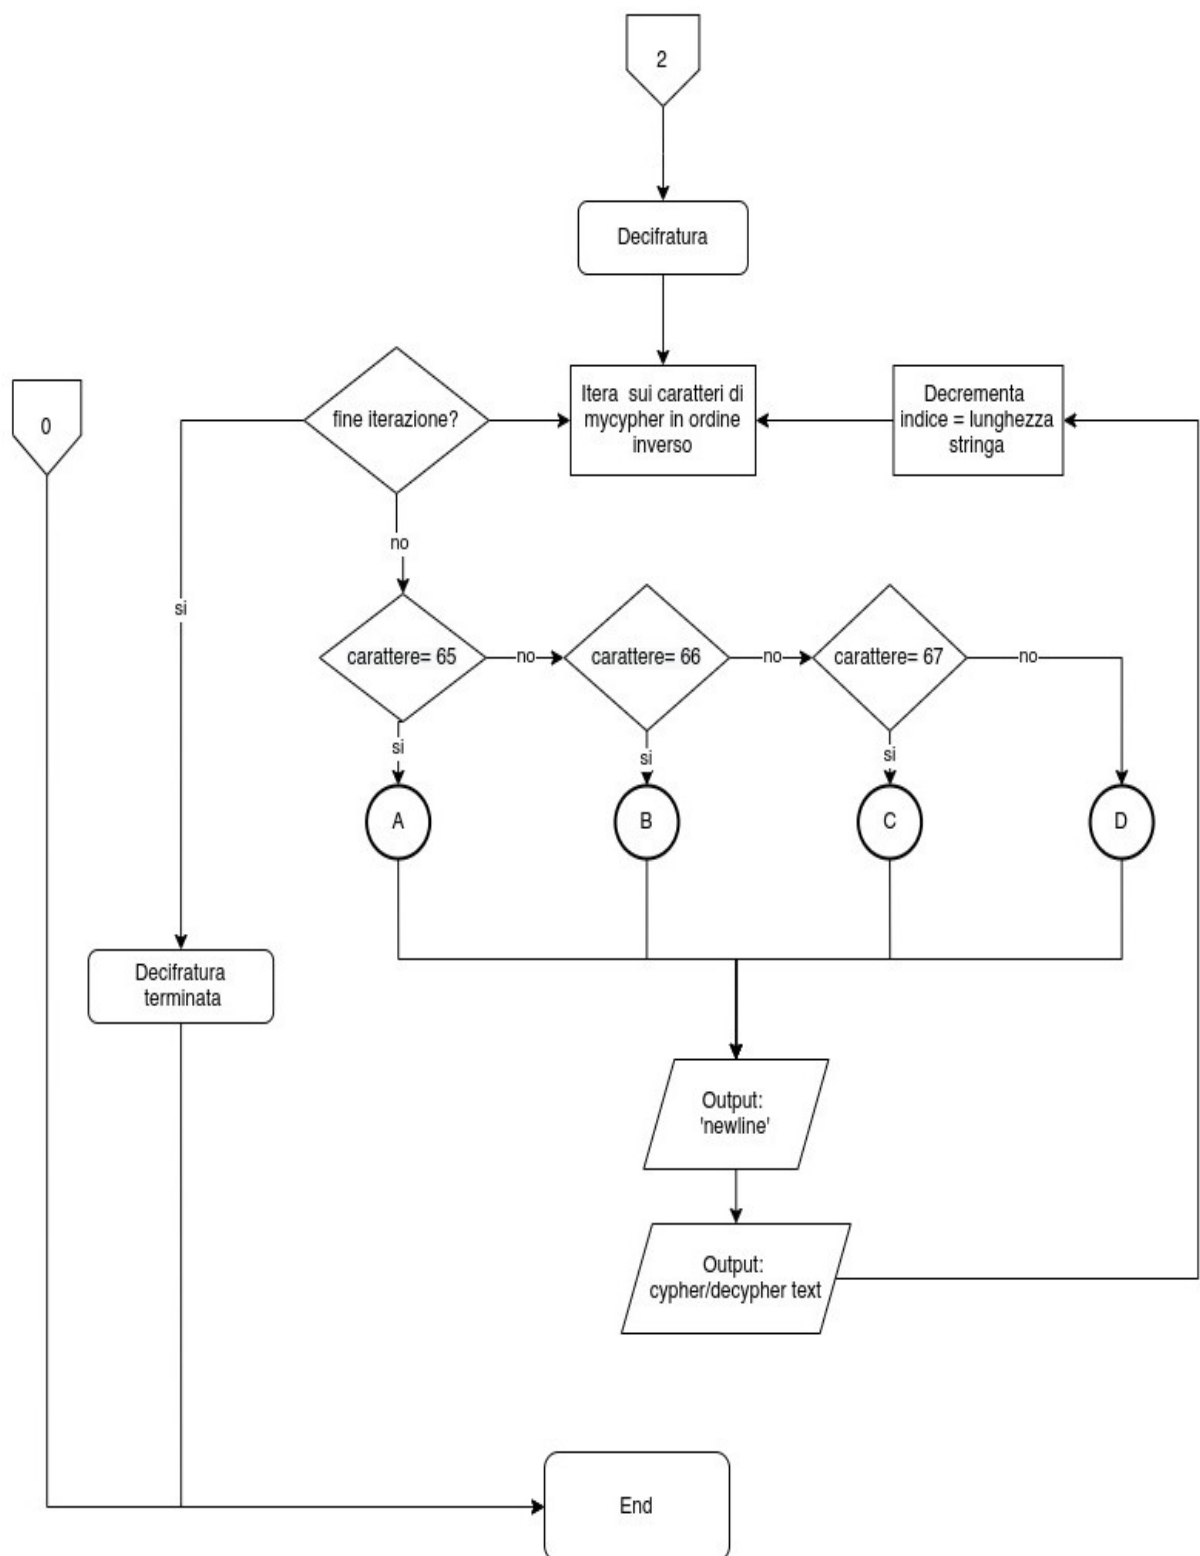 2
Decifratura
0
fine iterazione?
Itera sui caratteri di
mycypher in ordine
inverso
Decrementa
indice = lunghezza
stringa
no
si
carattere= 65
no
carattere= 66
no
carattere= 67
no
si
si
si
A
B
C
D
Decifratura
terminata
Output:
'newline'
Output:
cypher/decypher text
End